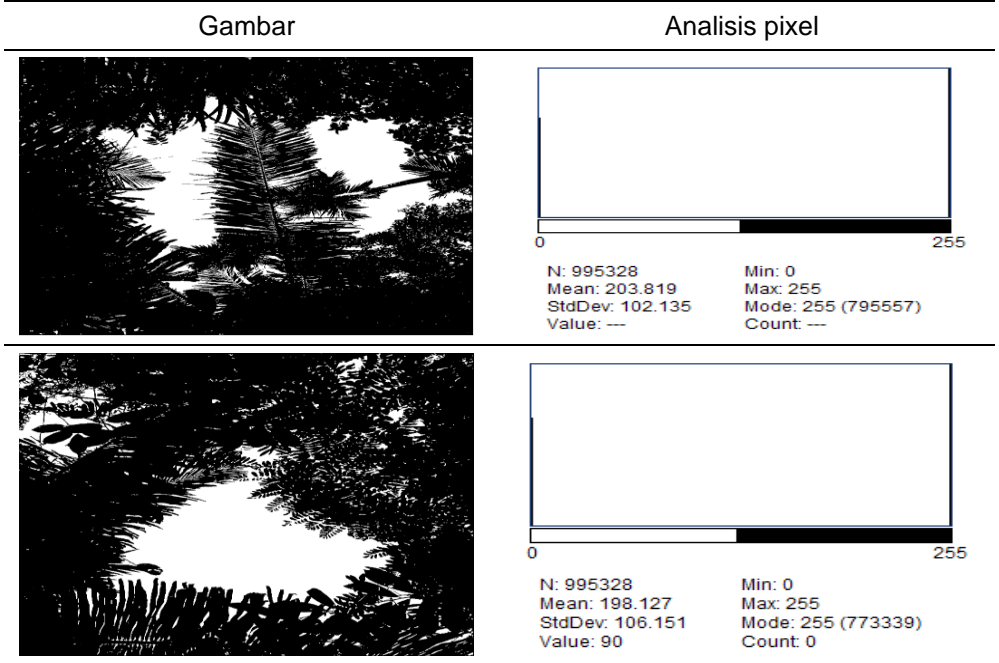 Gambar Analisis pixel
0 255
N: 995328 Min: 0
Mean: 203.819 Max: 255
StdDev: 102.135 Mode: 255 (795557)
Value: --- Count: ---
0 255
N: 995328 Min: 0
Mean: 198.127 Max: 255
StdDev: 106.151 Mode: 255 (773339)
Value: 90 Count: 0